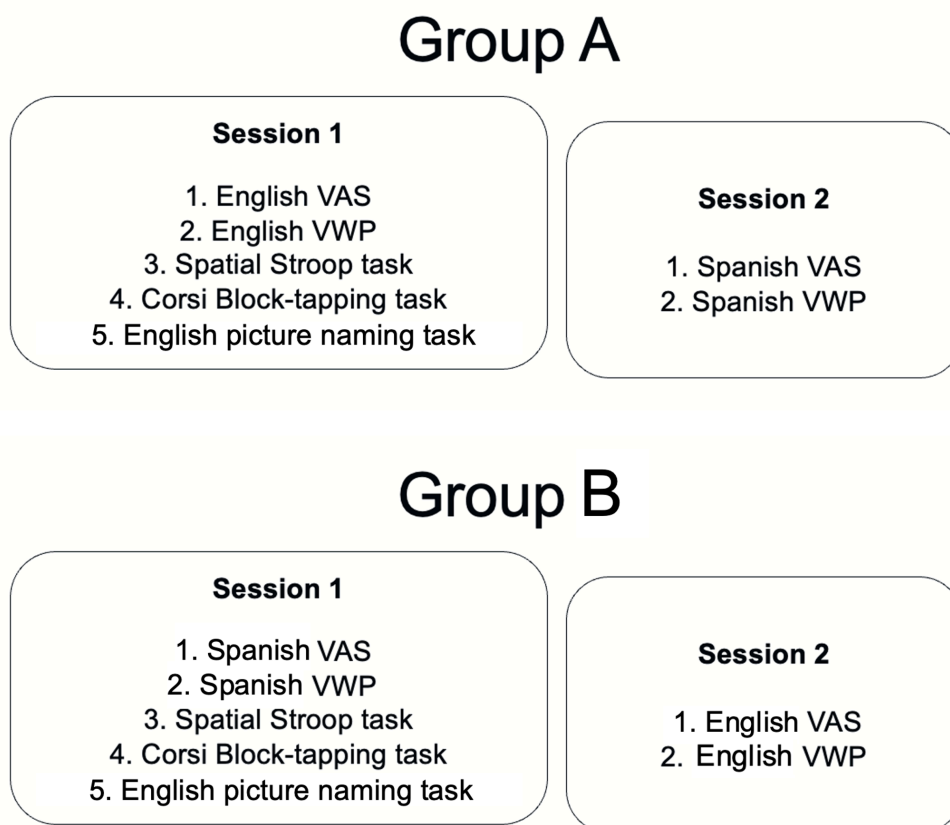 Group A
Session 1
1. English VAS
2. English VWP
3. Spatial Stroop task
4. Corsi Block-tapping task
5. English picture naming task
Session 2
1. Spanish VAS
2. Spanish VWP
Group B
Session 1
1. Spanish VAS
2. Spanish VWP
3. Spatial Stroop task
4. Corsi Block-tapping task
5. English picture naming task
Session 2
1. English VAS
2. English VWP